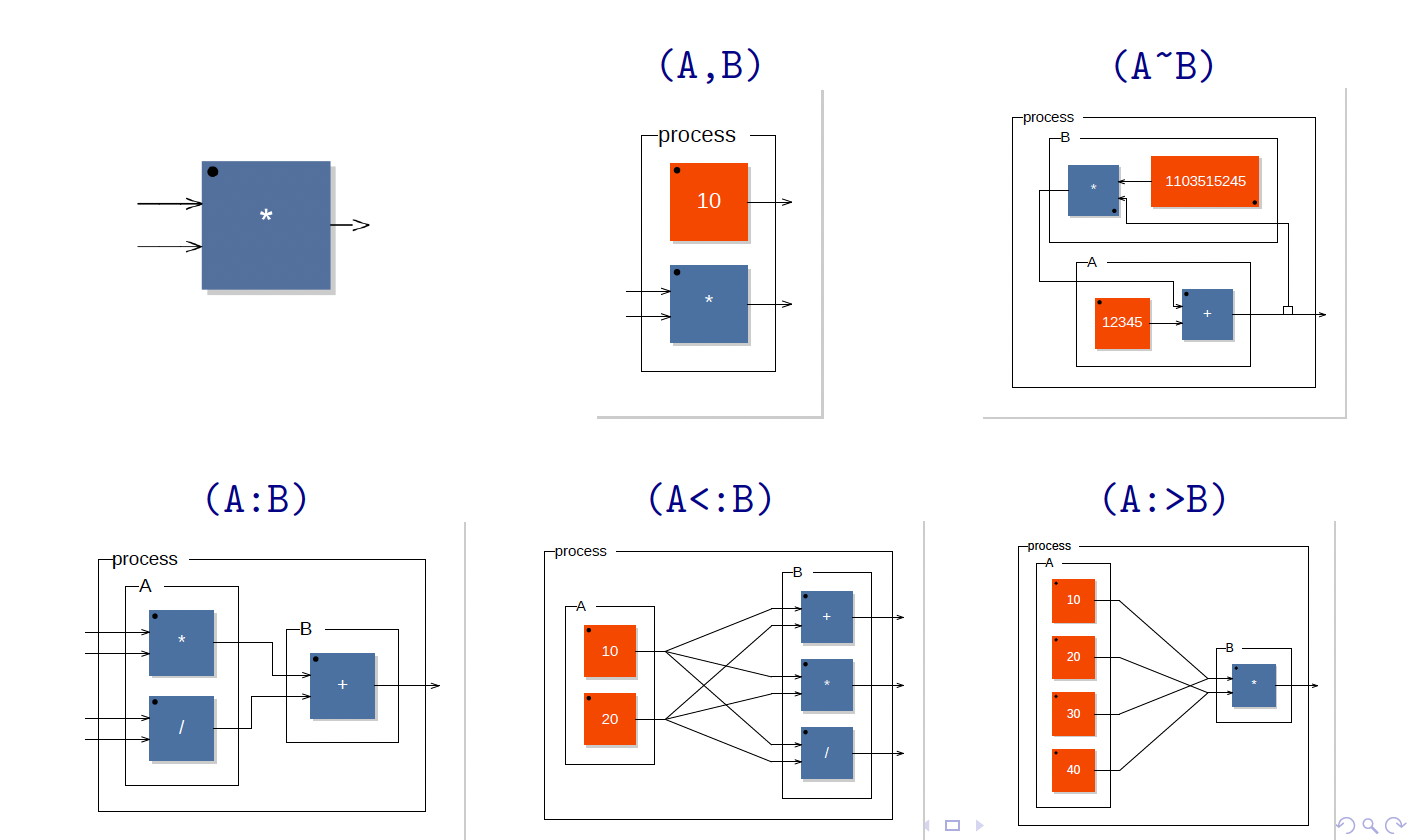 *
(A,B)
process
10
*
(A~B)
process
B
*
1103515245
A
12345
+
(A:B)
process
A
*
/
B
+
(A<:B)
process
A
10
20
B
+
*
/
(A:>B)
process
A
10
20
30
40
B
*